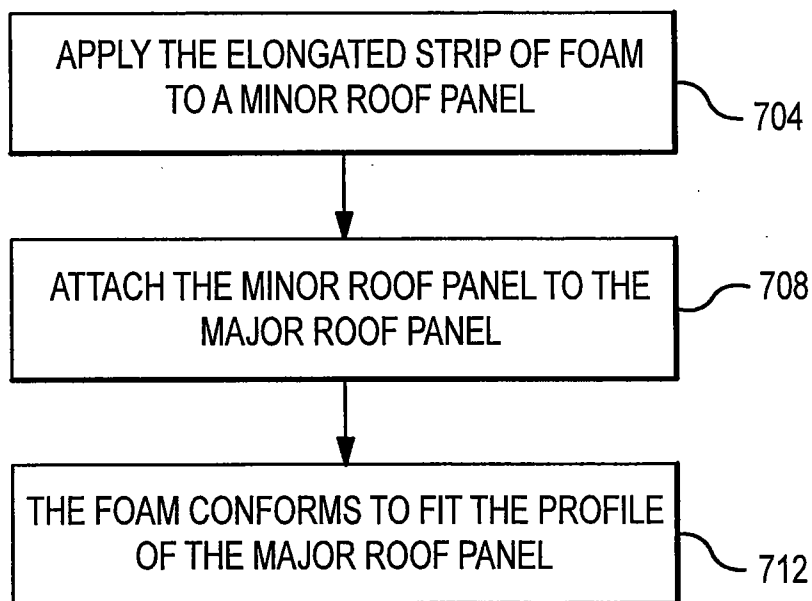 APPLY THE ELONGATED STRIP OF FOAM
TO A MINOR ROOF PANEL
704
ATTACH THE MINOR ROOF PANEL TO THE
MAJOR ROOF PANEL
708
THE FOAM CONFORMS TO FIT THE PROFILE
OF THE MAJOR ROOF PANEL
712